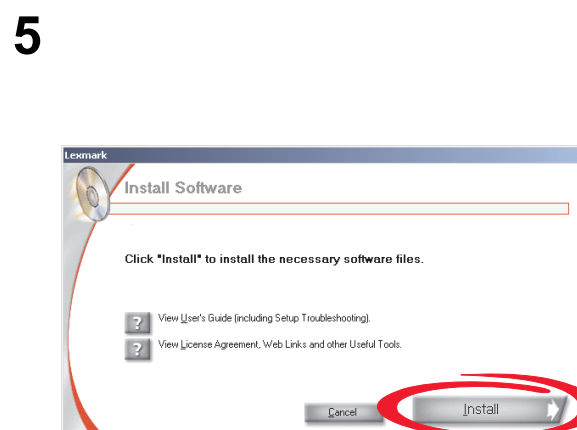 5
Lexmark
Install Software
Click "Install" to install the necessary software files.
? View User's Guide (including Setup Troubleshooting).
? View License Agreement, Web Links and other Useful Tools.
Cancel
Install